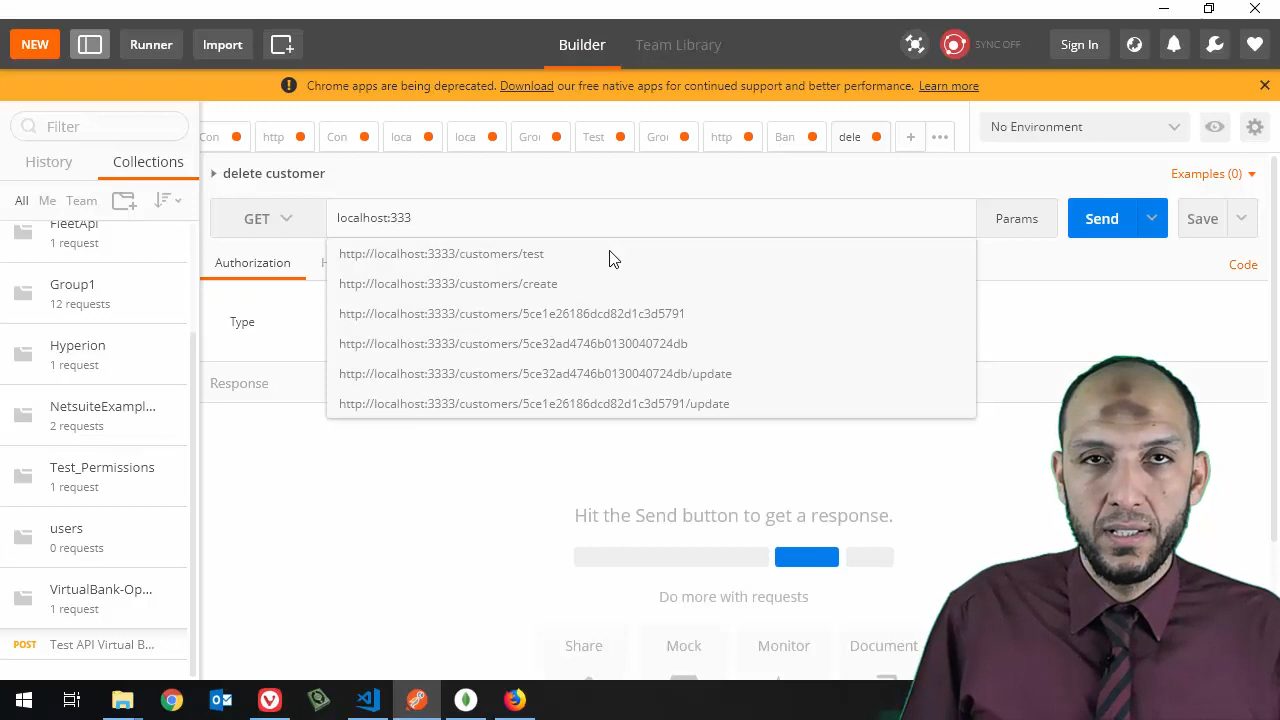 NEW
Runner
Import
Builder
Team Library
SYNC OFF
Sign In
Chrome apps are being deprecated. Download our free native apps for continued support and better performance. Learn more
Filter
History
Collections
All Me Team
FleetApi
1 request
Group1
12 requests
Hyperion
1 request
NetsuiteExampl...
2 requests
Test_Permissions
1 request
users
0 requests
VirtualBank-Op...
1 request
POST Test API Virtual B...
Con
http
Con
loca
loca
Gro
Test
Gro
http
Ban
dele
No Environment
delete customer
Examples (0)
GET
localhost:333
Params
Send
Save
http://localhost:3333/customers/test
http://localhost:3333/customers/create
http://localhost:3333/customers/5ce1e26186dcd82d1c3d5791
http://localhost:3333/customers/5ce32ad4746b0130040724db
http://localhost:3333/customers/5ce32ad4746b0130040724db/update
http://localhost:3333/customers/5ce1e26186dcd82d1c3d5791/update
Authorization
Code
Type
Response
Hit the Send button to get a response.
Do more with requests
Share
Mock
Monitor
Document